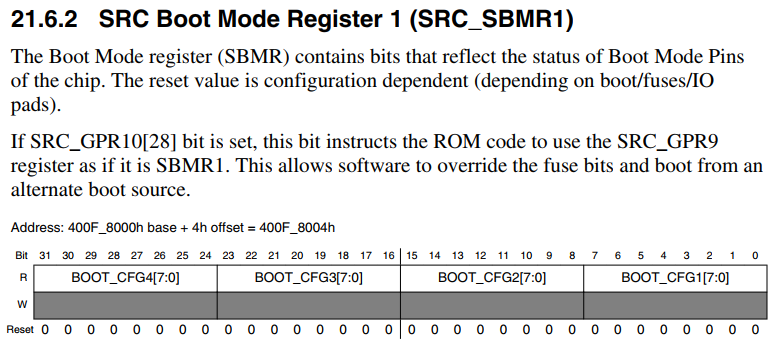 21.6.2 SRC Boot Mode Register 1 (SRC_SBMR1)
The Boot Mode register (SBMR) contains bits that reflect the status of Boot Mode Pins
of the chip. The reset value is configuration dependent (depending on boot/fuses/IO
pads).
If SRC_GPR10[28] bit is set, this bit instructs the ROM code to use the SRC_GPR9
register as if it is SBMR1. This allows software to override the fuse bits and boot from an
alternate boot source.
Address: 400F_8000h base + 4h offset = 400F_8004h
Bit 31 30 29 28 27 26 25 24 23 22 21 20 19 18 17 16 15 14 13 12 11 10 9 8 7 6 5 4 3 2 1 0
R BOOT_CFG4[7:0] BOOT_CFG3[7:0] BOOT_CFG2[7:0] BOOT_CFG1[7:0]
W
Reset 0 0 0 0 0 0 0 0 0 0 0 0 0 0 0 0 0 0 0 0 0 0 0 0 0 0 0 0 0 0 0 0